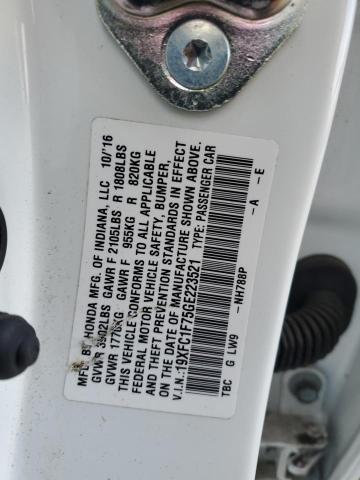 MFG. BY HONDA MFG. OF INDIANA, LLC 10/'16
GVWR 3902LBS GAWR F 2105LBS R 1808LBS
GVWR 1770KG GAWR F 955KG R 820KG
THIS VEHICLE CONFORMS TO ALL APPLICABLE
FEDERAL MOTOR VEHICLE SAFETY, BUMPER,
AND THEFT PREVENTION STANDARDS IN EFFECT
ON THE DATE OF MANUFACTURE SHOWN ABOVE.
V.I.N.:19XFC1F75GE223521 TYPE: PASSENGER CAR
TBC G LW9 -NH788P -A -E